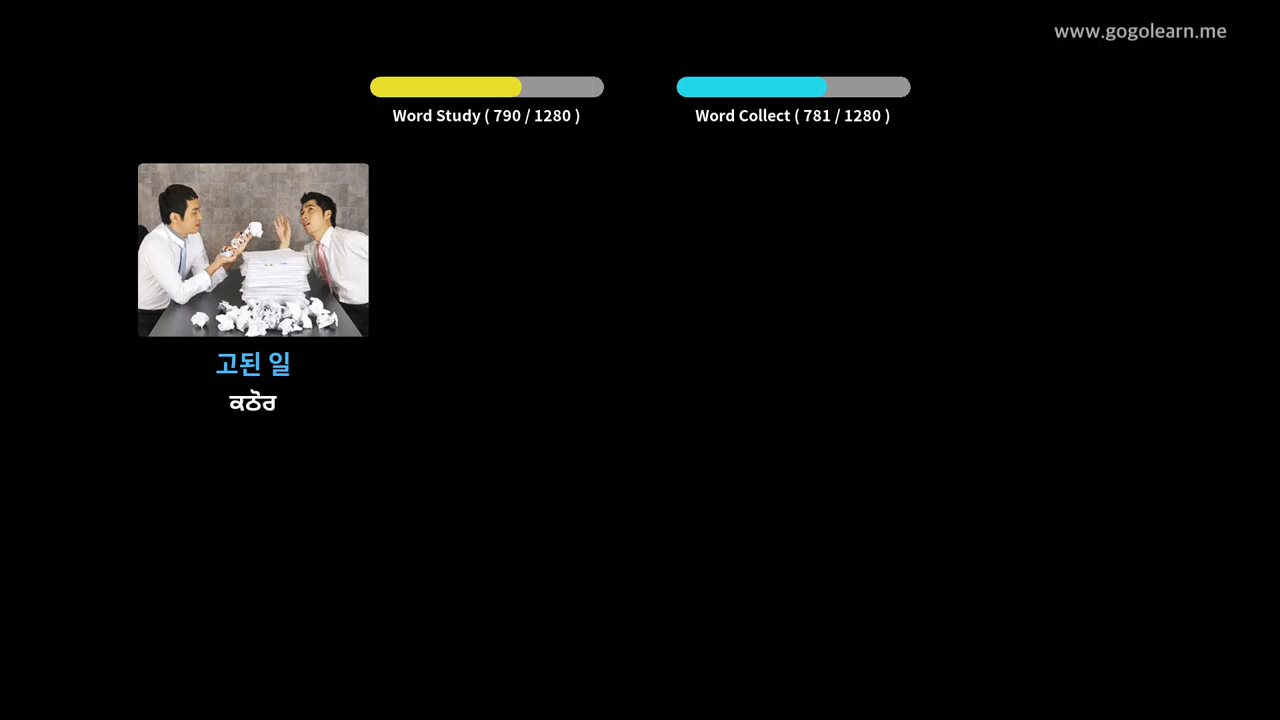 www.gogolearn.me
Word Study ( 790 / 1280 )
Word Collect ( 781 / 1280 )
고된 일
ਕਠੋਰ